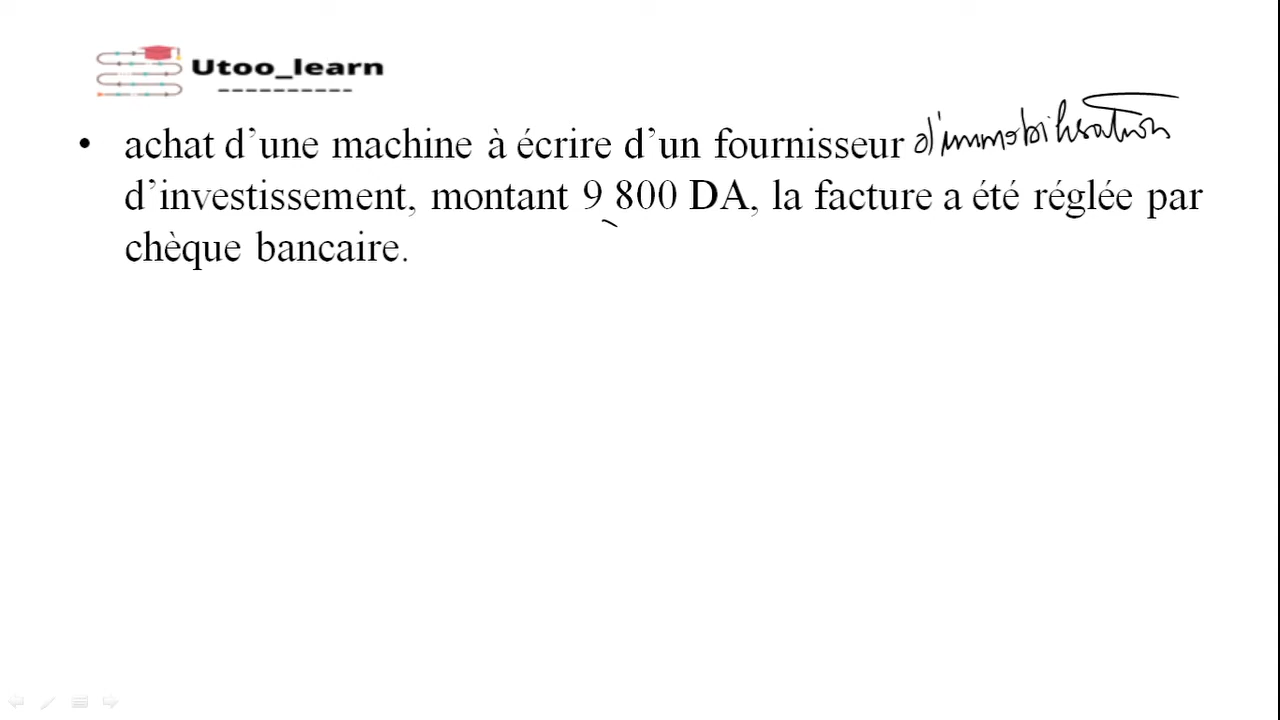 Utoo_learn
• achat d’une machine à écrire d’un fournisseur d'immobilisation
d’investissement, montant 9 800 DA, la facture a été réglée par
chèque bancaire.